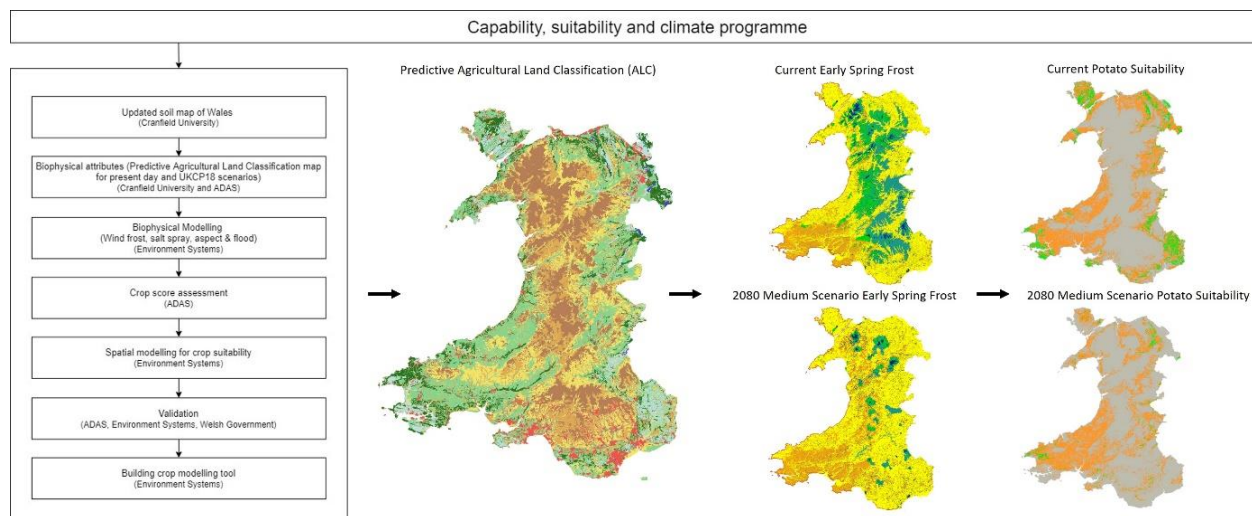 Capability, suitability and climate programme
Updated soil map of Wales
(Cranfield University)
Biophysical attributes (Predictive Agricultural Land Classification map
for present day and UKCP18 scenarios)
(Cranfield University and ADAS)
Biophysical Modelling
(Wind frost, salt spray, aspect & flood)
(Environment Systems)
Crop score assessment
(ADAS)
Spatial modelling for crop suitability
(Environment Systems)
Validation
(ADAS, Environment Systems, Welsh Government)
Building crop modelling tool
(Environment Systems)
Predictive Agricultural Land Classification (ALC)
Current Early Spring Frost
2080 Medium Scenario Early Spring Frost
Current Potato Suitability
2080 Medium Scenario Potato Suitability